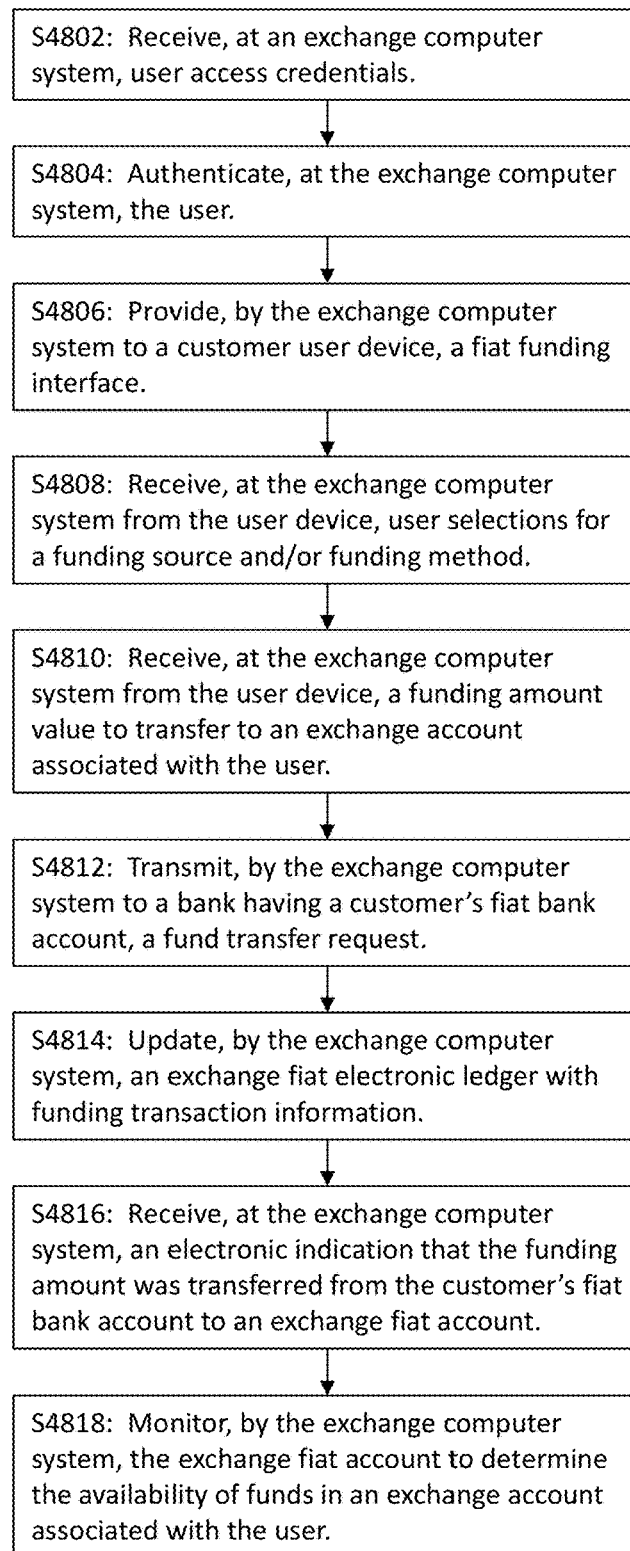 S4802: Receive, at an exchange computer
system, user access credentials.
S4804: Authenticate, at the exchange computer
system, the user.
S4806: Provide, by the exchange computer
system to a customer user device, a fiat funding
interface.
S4808: Receive, at the exchange computer
system from the user device, user selections for
a funding source and/or funding method.
S4810: Receive, at the exchange computer
system from the user device, a funding amount
value to transfer to an exchange account
associated with the user.
S4812: Transmit, by the exchange computer
system to a bank having a customer's fiat bank
account, a fund transfer request.
S4814: Update, by the exchange computer
system, an exchange fiat electronic ledger with
funding transaction information.
S4816: Receive, at the exchange computer
system, an electronic indication that the funding
amount was transferred from the customer's fiat
bank account to an exchange fiat account.
S4818: Monitor, by the exchange computer
system, the exchange fiat account to determine
the availability of funds in an exchange account
associated with the user.